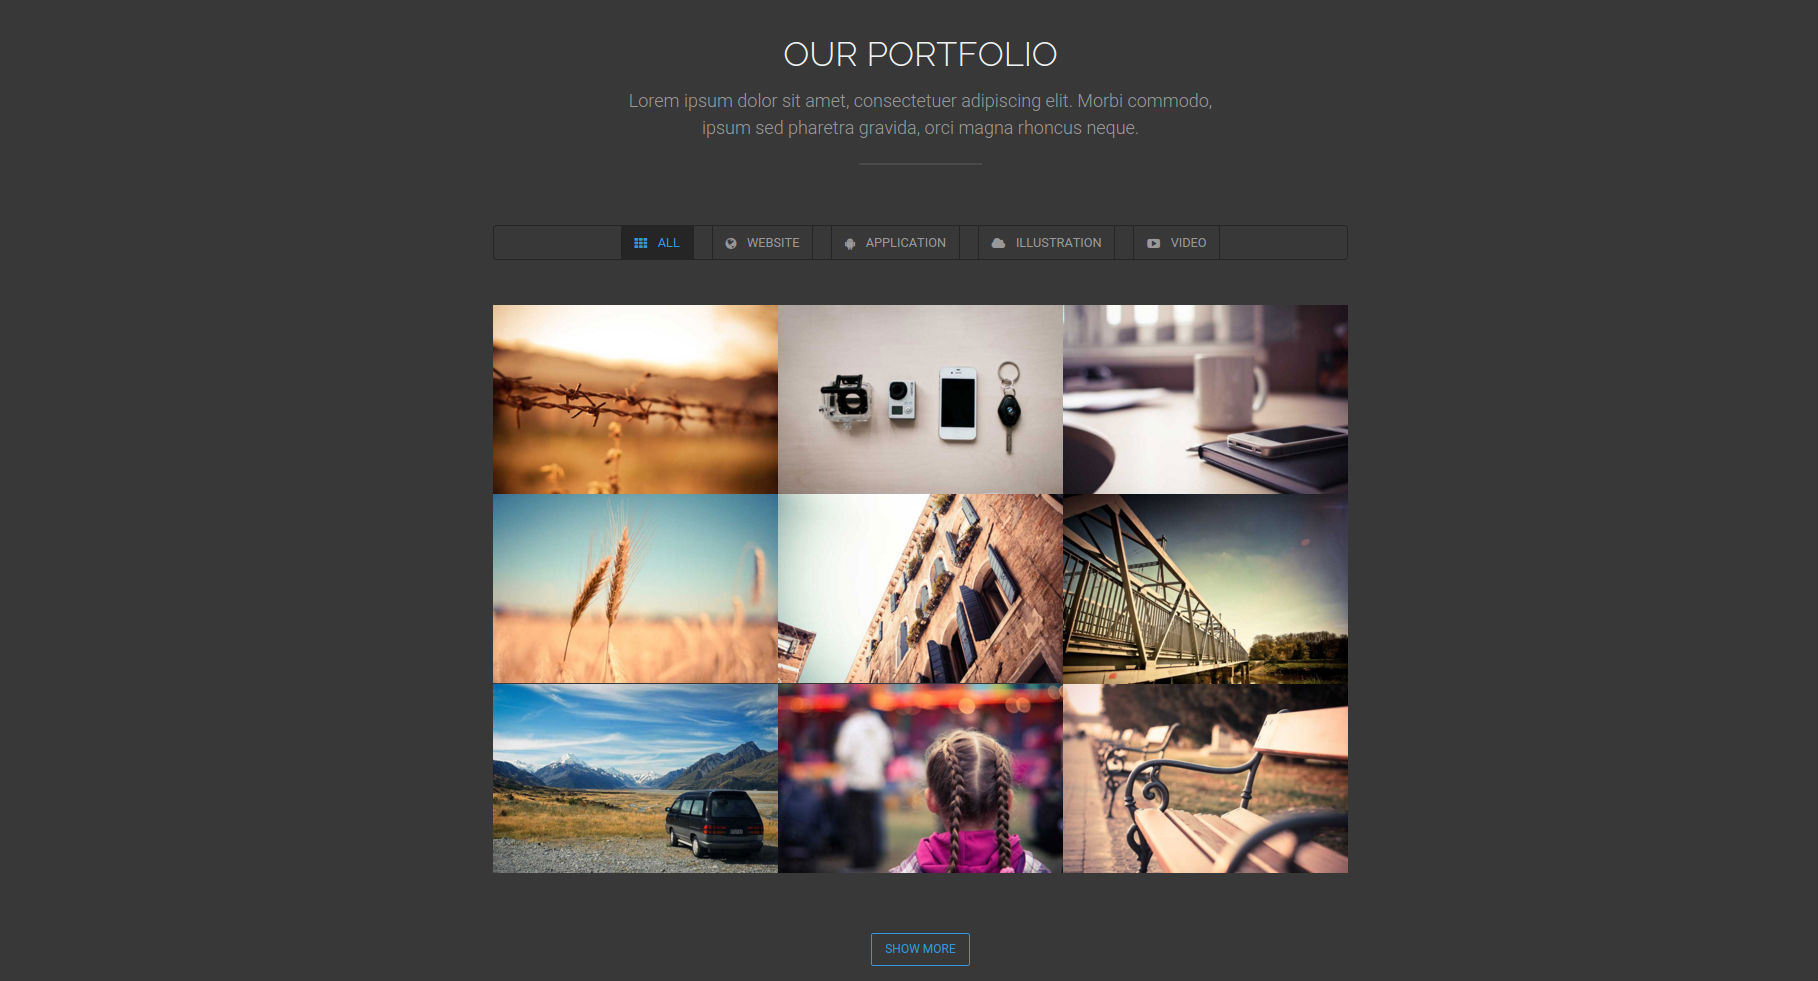 OUR PORTFOLIO
Lorem ipsum dolor sit amet, consectetuer adipiscing elit. Morbi commodo,
ipsum sed pharetra gravida, orci magna rhoncus neque.
ALL WEBSITE APPLICATION ILLUSTRATION VIDEO
SHOW MORE